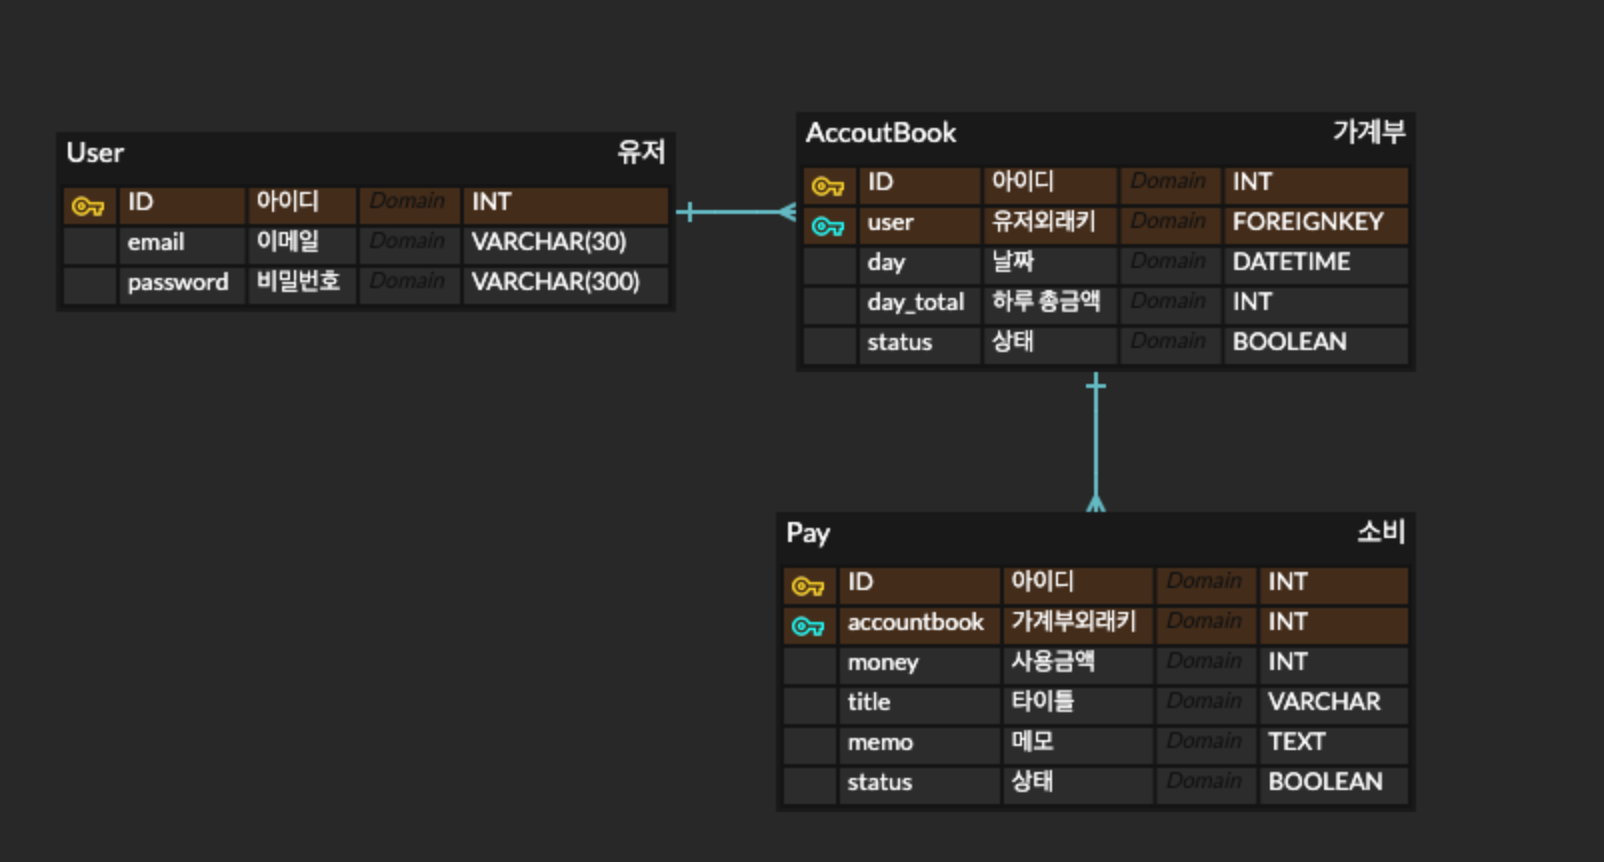 User 유저
ID 아이디 Domain INT
email 이메일 Domain VARCHAR(30)
password 비밀번호 Domain VARCHAR(300)
AccoutBook 가계부
ID 아이디 Domain INT
user 유저외래키 Domain FOREIGNKEY
day 날짜 Domain DATETIME
day_total 하루 총금액 Domain INT
status 상태 Domain BOOLEAN
Pay 소비
ID 아이디 Domain INT
accountbook 가계부외래키 Domain INT
money 사용금액 Domain INT
title 타이틀 Domain VARCHAR
memo 메모 Domain TEXT
status 상태 Domain BOOLEAN